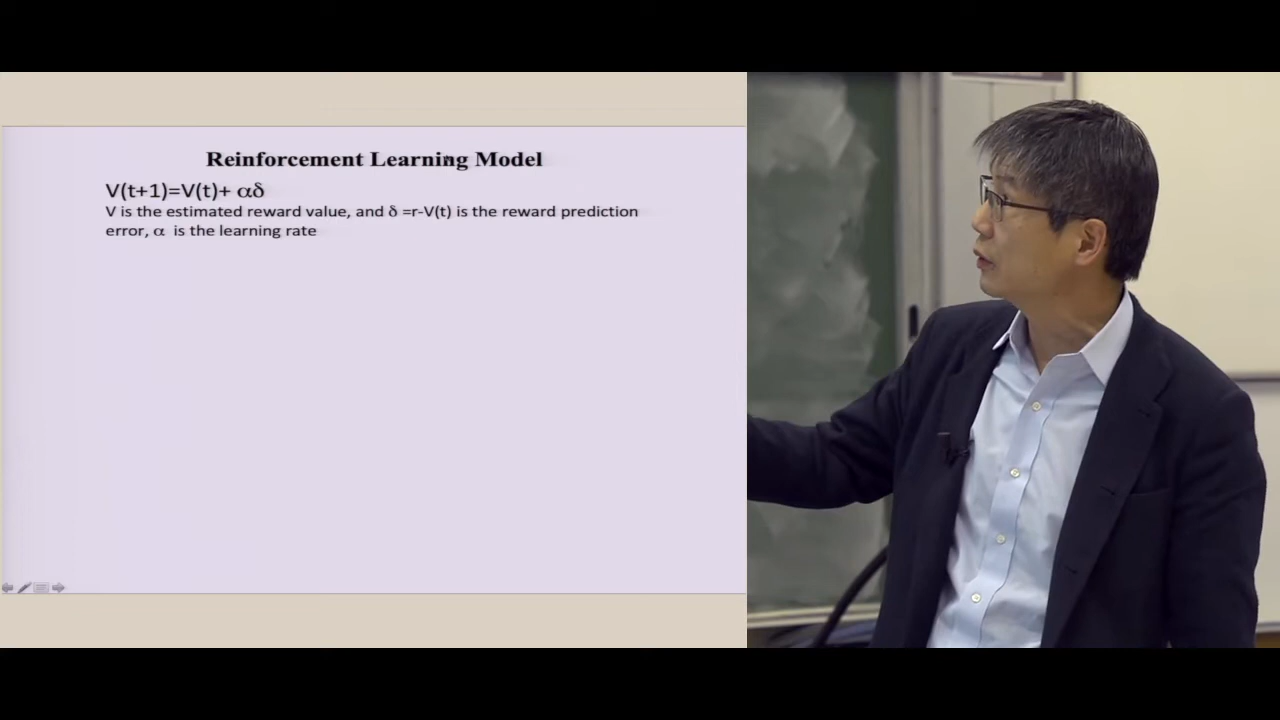 Reinforcement Learning Model
V(t+1)=V(t)+ αδ
V is the estimated reward value, and δ =r-V(t) is the reward prediction
error, α  is the learning rate